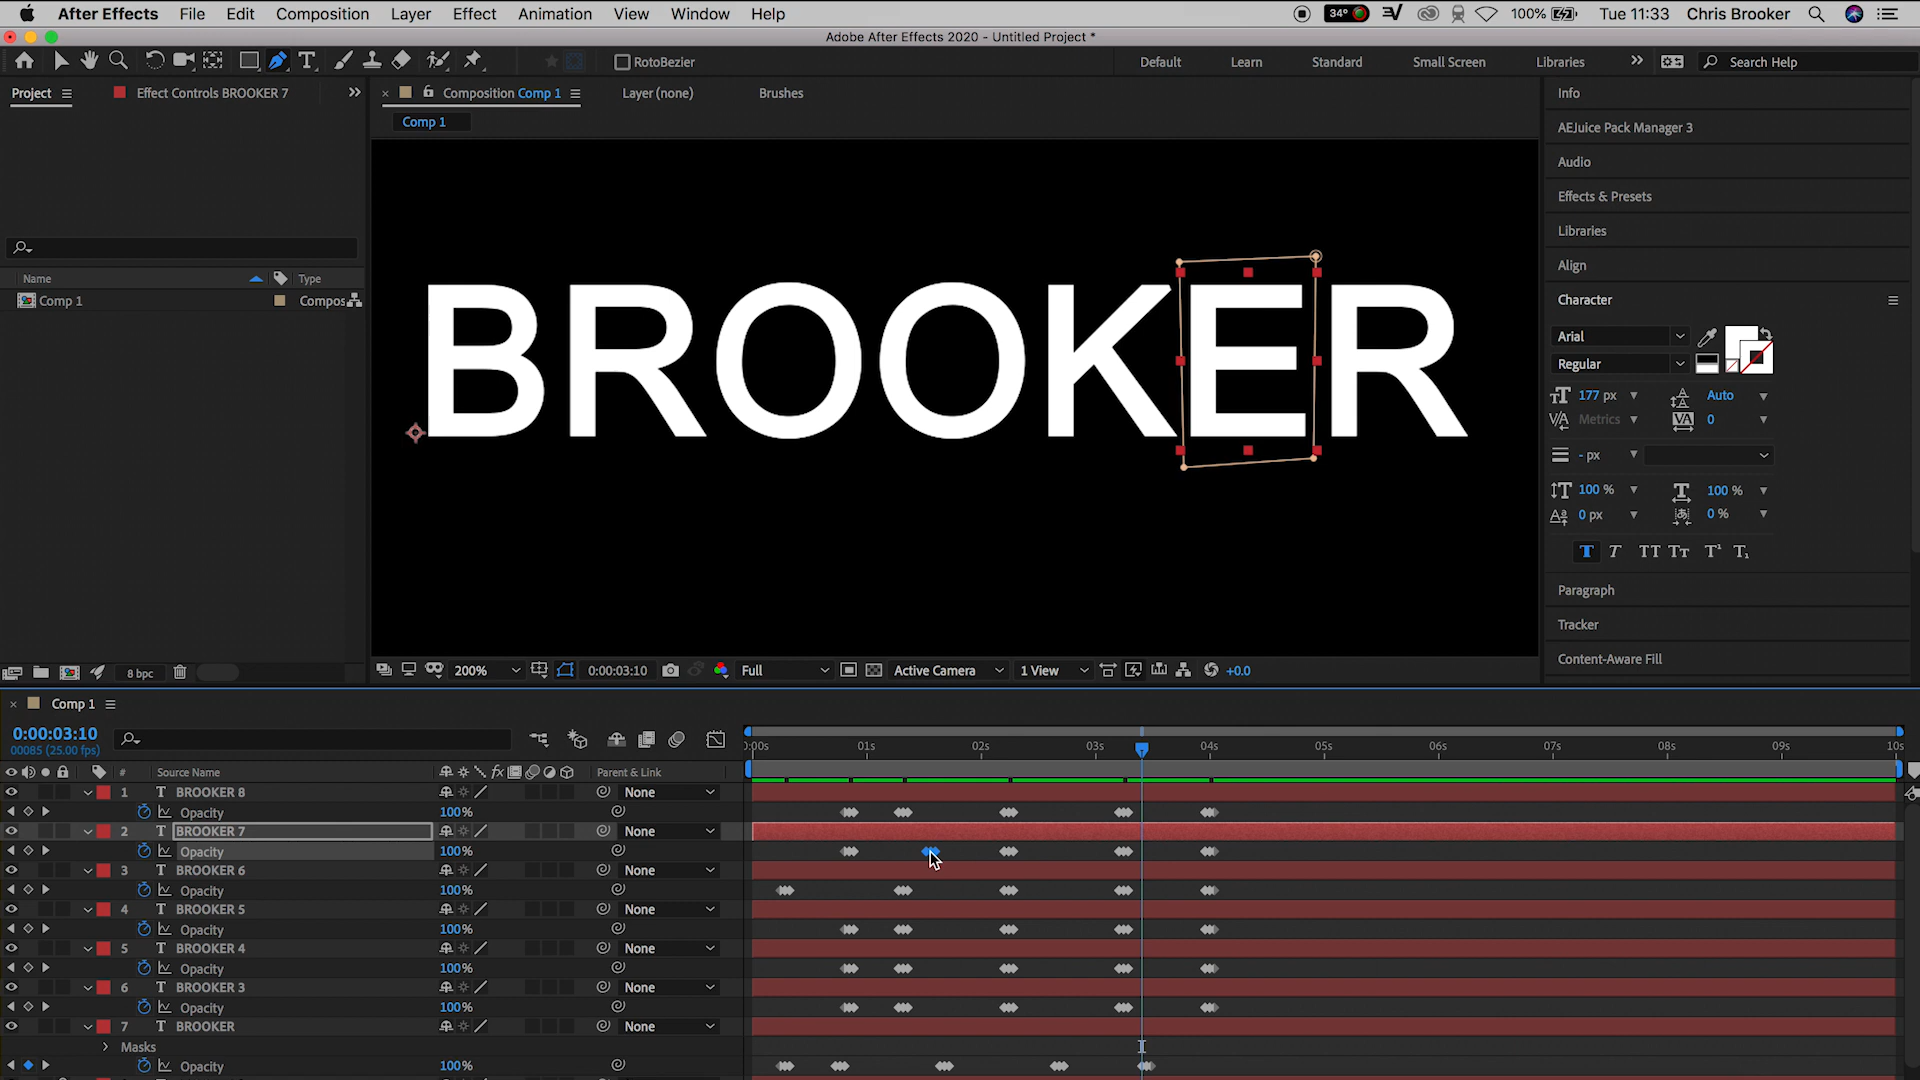 After Effects File Edit Composition Layer Effect Animation View Window Help 34° 100% Tue 11:33 Chris Brooker
Adobe After Effects 2020 - Untitled Project *
RotoBezier Default Learn Standard Small Screen Libraries Search Help
Project Effect Controls BROOKER 7 Composition Comp 1 Layer (none) Brushes
Comp 1
Name Type
Comp 1 Compos
BROOKER
Info
AEJuice Pack Manager 3
Audio
Effects & Presets
Libraries
Align
Character
Arial
Regular
177 px Auto
Metrics 0
- px
100 % 100 %
0 px 0 %
T T TT Tт T¹ T₁
Paragraph
Tracker
Content-Aware Fill
8 bpc 200% 0:00:03:10 Full Active Camera 1 View +0.0
Comp 1
0:00:03:10
00085 (25.00 fps)
:00s 01s 02s 03s 04s 05s 06s 07s 08s 09s 10s
# Source Name fx Parent & Link
1 T BROOKER 8 None
Opacity 100%
2 T BROOKER 7 None
Opacity 100%
3 T BROOKER 6 None
Opacity 100%
4 T BROOKER 5 None
Opacity 100%
5 T BROOKER 4 None
Opacity 100%
6 T BROOKER 3 None
Opacity 100%
7 T BROOKER None
Masks
Opacity 100%